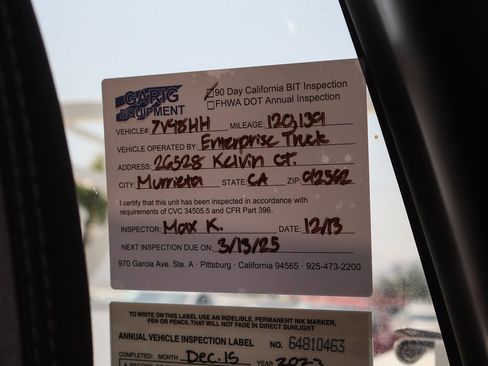 GARIG
EQUIPMENT
90 Day California BIT Inspection
FHWA DOT Annual Inspection
VEHICLE#: 7V98HH MILEAGE: 120,1391
VEHICLE OPERATED BY: Enterprise Truck
ADDRESS: 26528 Kelvin CT.
CITY: Murrieta STATE: CA ZIP: 92562
I certify that this unit has been inspected in accordance with
requirements of CVC 34505.5 and CFR Part 396.
INSPECTOR: Max K. DATE: 12/13
NEXT INSPECTION DUE ON: 3/13/25
970 Garcia Ave. Ste. A · Pittsburg · California 94565 · 925-473-2200
TO WRITE ON THIS LABEL USE AN INDELIBLE, PERMANENT INK MARKER,
PEN OR PENCIL THAT WILL NOT FADE IN DIRECT SUNLIGHT
ANNUAL VEHICLE INSPECTION LABEL NO. 64810463
COMPLETED: MONTH Dec. 15 YEAR 2023